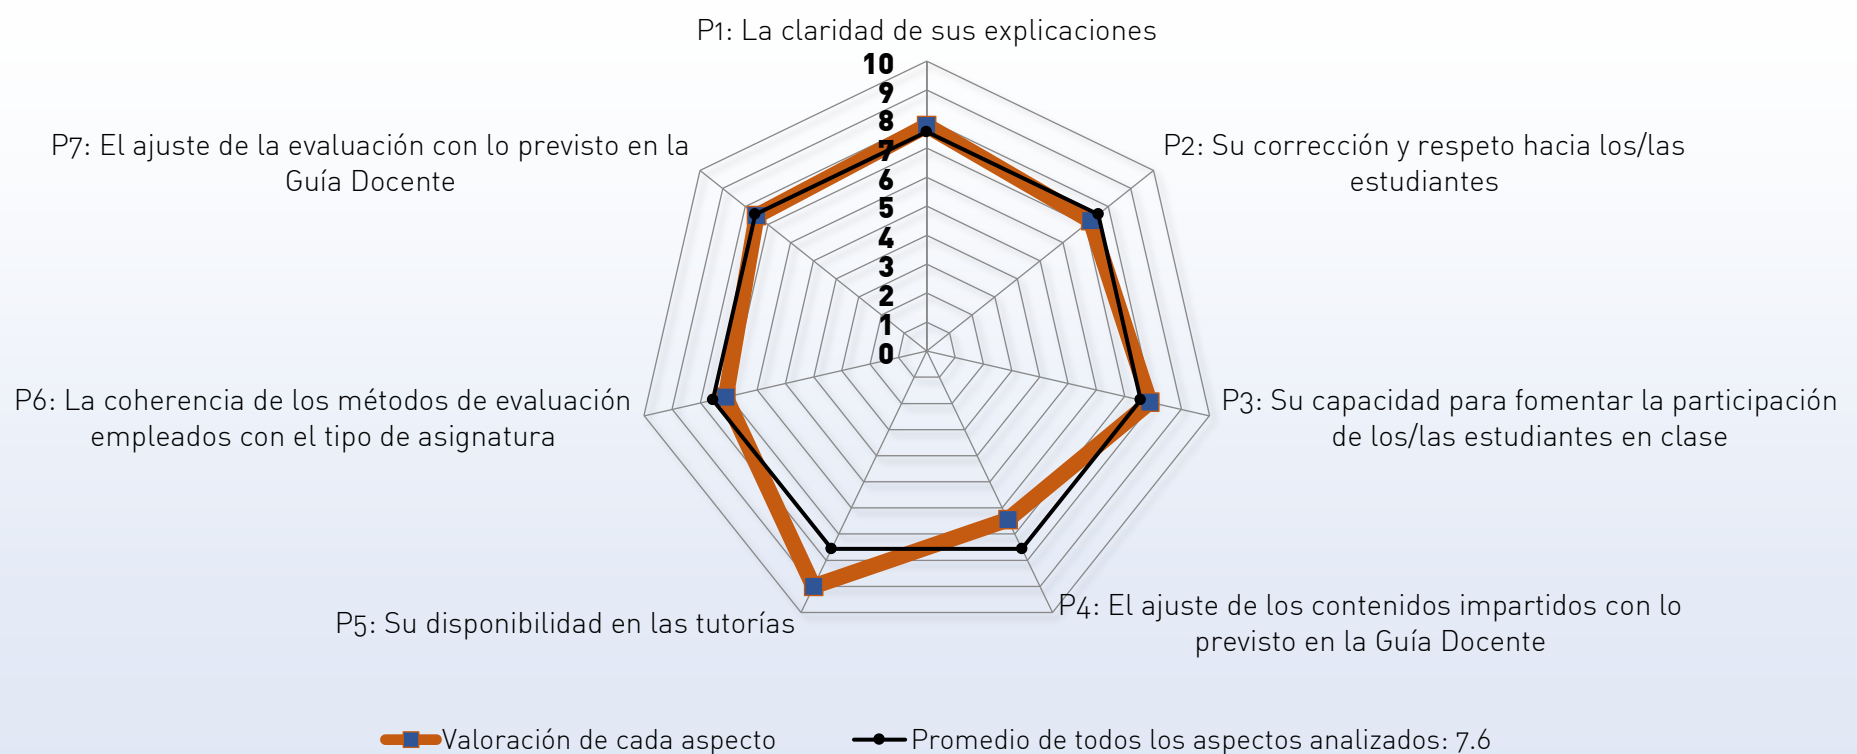 P1: La claridad de sus explicaciones
10
9
8
7
6
5
4
3
2
1
0
P2: Su corrección y respeto hacia los/las
estudiantes
P3: Su capacidad para fomentar la participación
de los/las estudiantes en clase
P4: El ajuste de los contenidos impartidos con lo
previsto en la Guía Docente
P5: Su disponibilidad en las tutorías
P6: La coherencia de los métodos de evaluación
empleados con el tipo de asignatura
P7: El ajuste de la evaluación con lo previsto en la
Guía Docente
Valoración de cada aspecto
Promedio de todos los aspectos analizados: 7.6